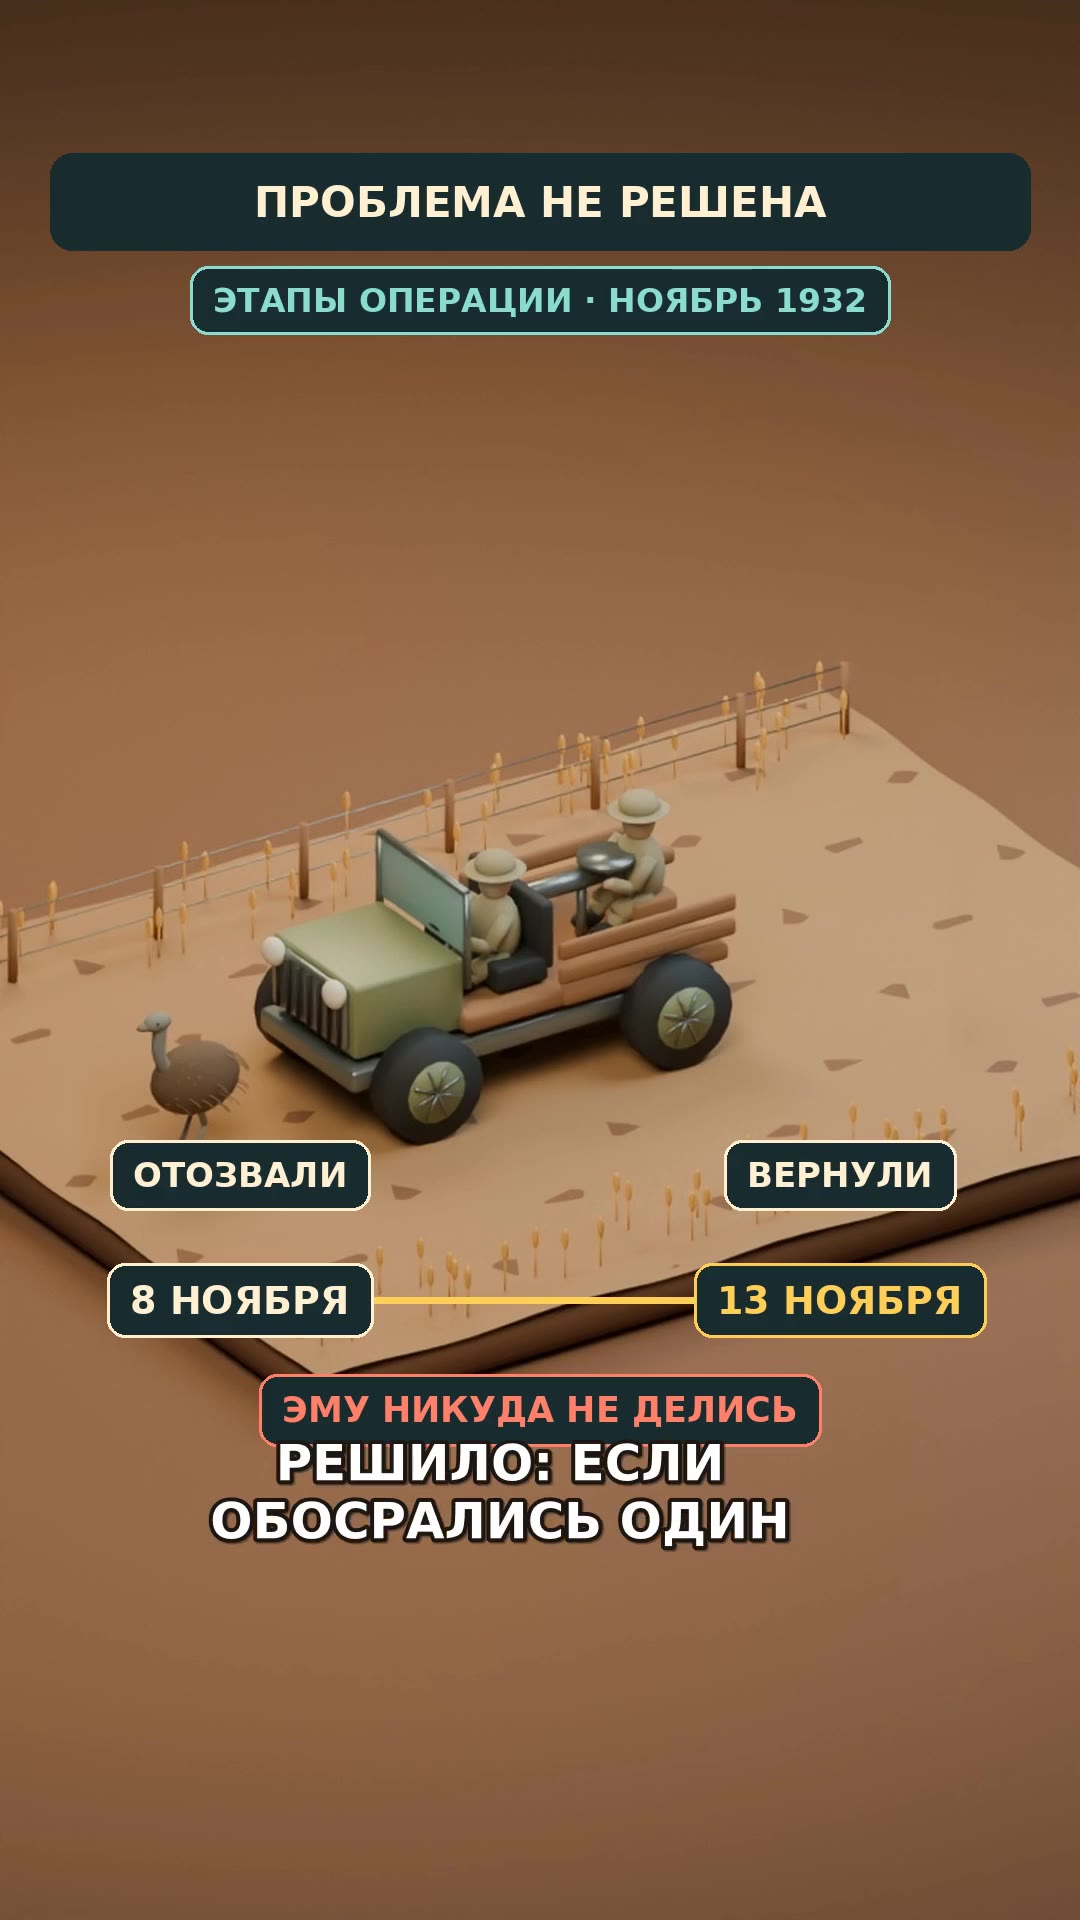 ПРОБЛЕМА НЕ РЕШЕНА
ЭТАПЫ ОПЕРАЦИИ · НОЯБРЬ 1932
ОТОЗВАЛИ
ВЕРНУЛИ
8 НОЯБРЯ
13 НОЯБРЯ
ЭМУ НИКУДА НЕ ДЕЛИСЬ
РЕШИЛО: ЕСЛИ
ОБОСРАЛИСЬ ОДИН